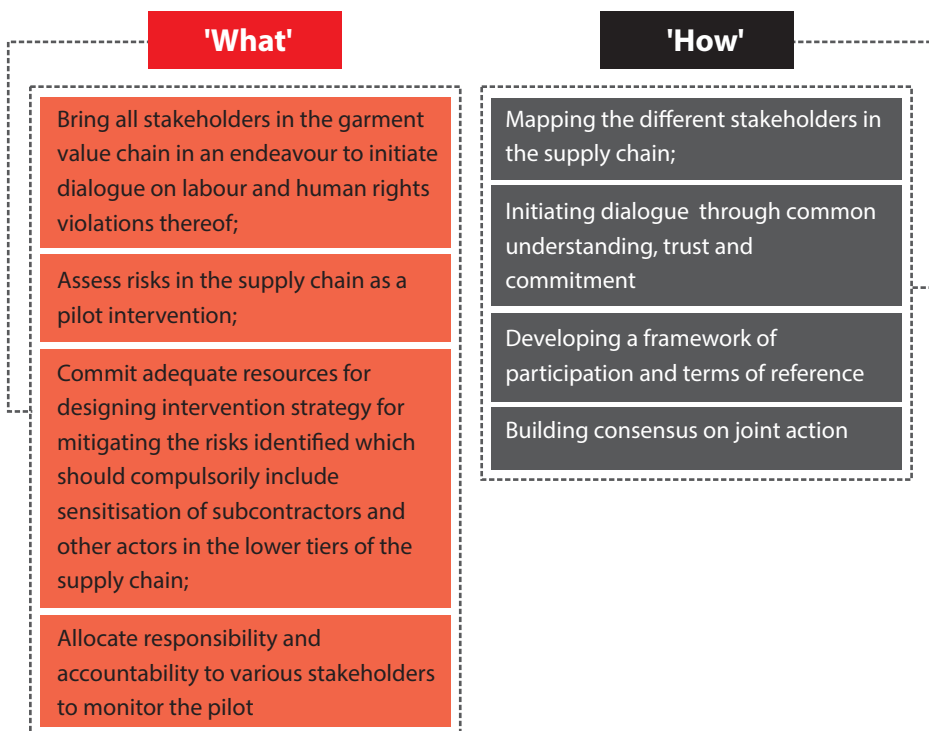 'What'
Bring all stakeholders in the garment
value chain in an endeavour to initiate
dialogue on labour and human rights
violations thereof;
Assess risks in the supply chain as a
pilot intervention;
Commit adequate resources for
designing intervention strategy for
mitigating the risks identified which
should compulsorily include
sensitisation of subcontractors and
other actors in the lower tiers of the
supply chain;
Allocate responsibility and
accountability to various stakeholders
to monitor the pilot
'How'
Mapping the different stakeholders in
the supply chain;
Initiating dialogue through common
understanding, trust and
commitment
Developing a framework of
participation and terms of reference
Building consensus on joint action